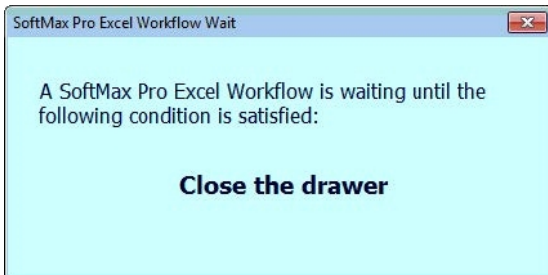 SoftMax Pro Excel Workflow Wait
A SoftMax Pro Excel Workflow is waiting until the
following condition is satisfied:
Close the drawer